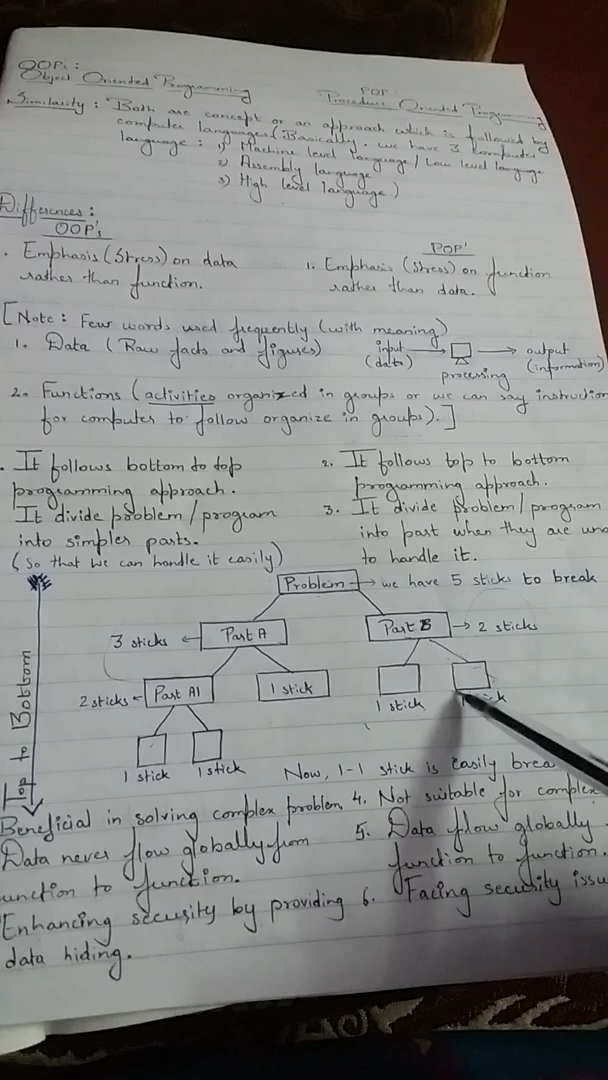 OOPs :
Object Oriented Programming
POP
Procedure Oriented Programming
Similarity : Both are concept or an approach which is followed by
computer languages (Basically, we have 3 computer
language : 1) Machine level language / Low level language
2) Assembly language
3) High level language )
Differences :
OOP's
. Emphasis (Stress) on data
rather than function.
POP'
1. Emphasis (Stress) on function
rather than data.
[Note : Few words used frequently (with meaning)
1. Data ( Raw facts and figures)
input (data) → processing → output (information)
2. Functions (activities organized in groups or we can say instruction
for computer to follow organize in groups). ]
. It follows bottom to top
programming approach.
It divide problem / program
into simpler parts.
(so that we can handle it easily)
2. It follows top to bottom
programming approach.
3. It divide problem / program
into part when they are
to handle it.
Problem → we have 5 sticks to break
3 sticks ← Part A
Part B → 2 sticks
2 sticks ← Part A1
1 stick
1 stick
1 stick
1 stick
Top to Bottom
Now, 1-1 stick is easily
Beneficial in solving complex problem
Data never flow globally from
function to function.
Enhancing security by providing
data hiding.
4. Not suitable for complex
5. Data flow globally
function to function.
6. Facing security